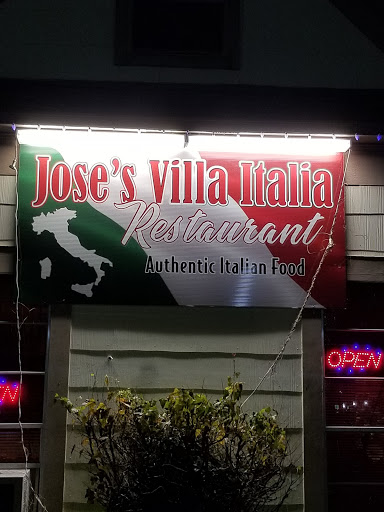 Jose's Villa Italia
Restaurant
Authentic Italian Food
OPEN